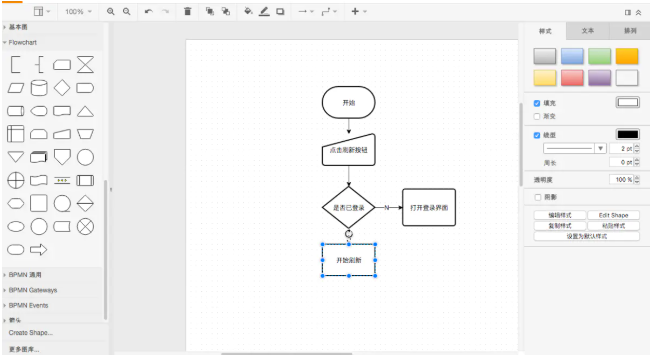 100%
基本图
Flowchart
BPMN 通用
BPMN Gateways
BPMN Events
箭头
Create Shape...
更多图库...
开始
点击刷新按钮
是否已登录
N
打开登录界面
开始刷新
样式
文本
排列
填充
渐变
线型
2 pt
周长
0 pt
透明度
100 %
阴影
编辑样式
Edit Shape
复制样式
粘贴样式
设置为默认样式